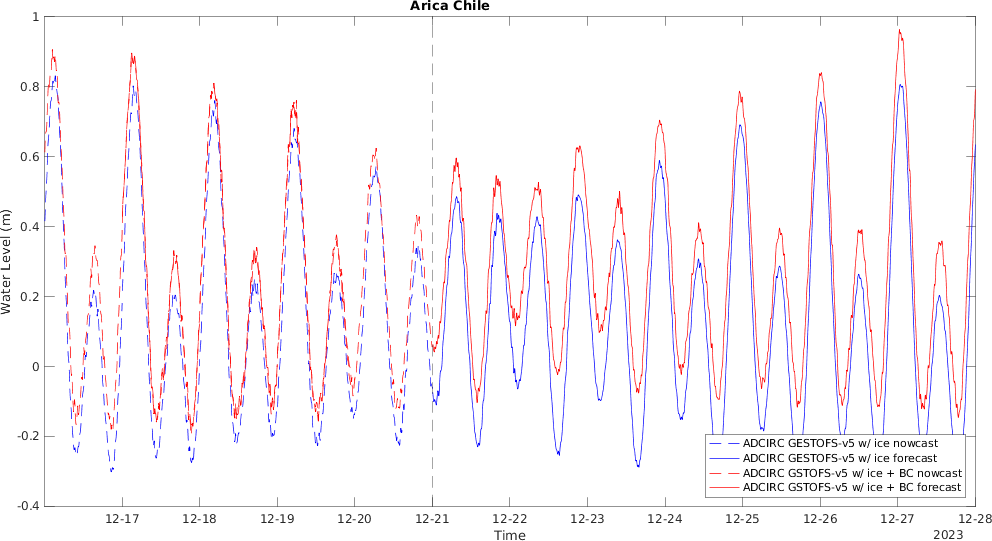 Arica Chile
Water Level (m)
1
0.8
0.6
0.4
0.2
0
-0.2
-0.4
ADCIRC GESTOFS-v5 w/ ice nowcast
ADCIRC GESTOFS-v5 w/ ice forecast
ADCIRC GSTOFS-v5 w/ ice + BC nowcast
ADCIRC GSTOFS-v5 w/ ice + BC forecast
12-17 12-18 12-19 12-20 12-21 12-22 12-23 12-24 12-25 12-26 12-27 12-28
Time
2023